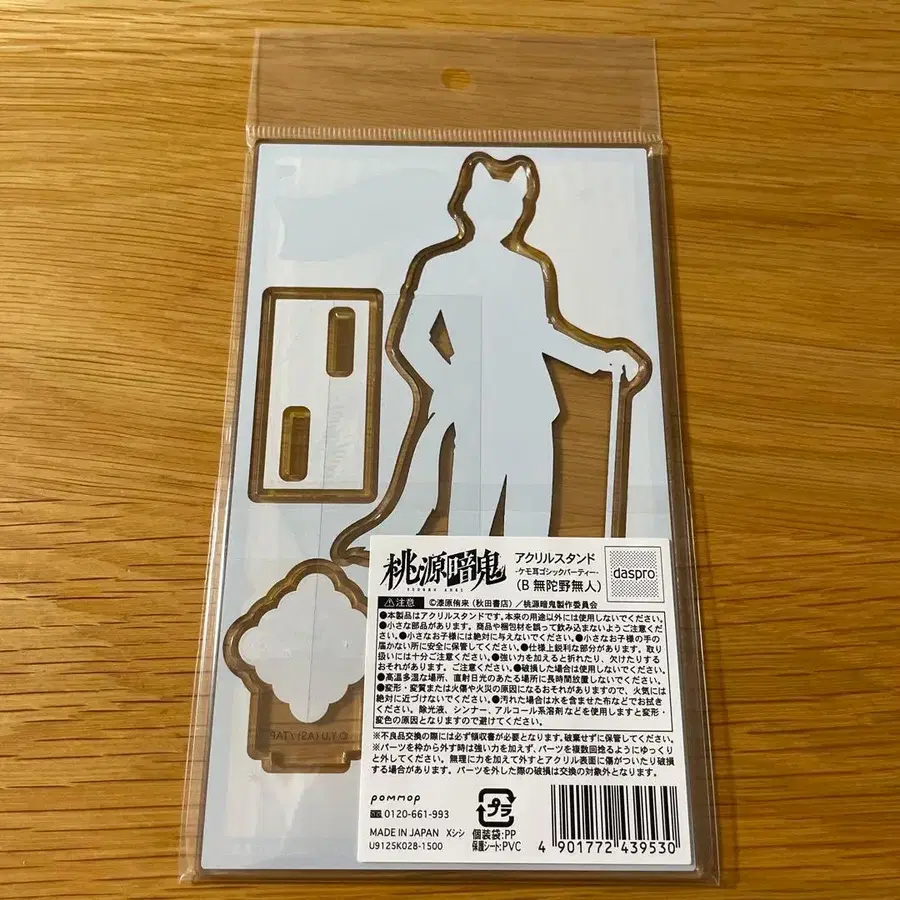 桃源暗鬼
TOUGEN ANKI
アクリルスタンド
-ケモ耳ゴシックパーティー-
(B 無陀野無人)
daspro
⚠注意 ©漆原侑来(秋田書店)/桃源暗鬼製作委員会
●本製品はアクリルスタンドです。本来の用途以外には使用しないでください。
●小さな部品があります。商品や梱包材を誤って飲み込まないようご注意くださ
い。●小さなお子様には絶対に与えないでください。●小さなお子様の手の
届かない所に安全に保管してください。●仕様上鋭利な部分があります。取り
扱いには十分ご注意ください。●強い力を加えると折れたり、欠けたりする
おそれがあります。ご注意ください。●破損した場合は使用しないでください。
●高温多湿な場所、直射日光のあたる場所に長時間放置しないでください。
●変形・変質または火傷や火災の原因になるおそれがありますので、火気には
絶対に近づけないでください。●汚れた場合は水を含ませた布などでお拭き
ください。除光液、シンナー、アルコール系溶剤などを使用しますと変形・
変色の原因となりますので避けてください。
※不良品交換の際には必ず領収書が必要となります。破棄せずに保管してください。
※パーツを枠から外す時は強い力を加えず、パーツを複数回捻るようにゆっくり
と外してください。無理に力を加えて外すとアクリル表面に傷がついたり破損
する場合があります。パーツを外した際の破損は交換の対象外となります。
pommop
0120-661-993
MADE IN JAPAN Xシシ
U9125K028-1500
プラ
個装袋:PP
保護シート:PVC
4 901772 439530
©Y.U(AST)/TAP